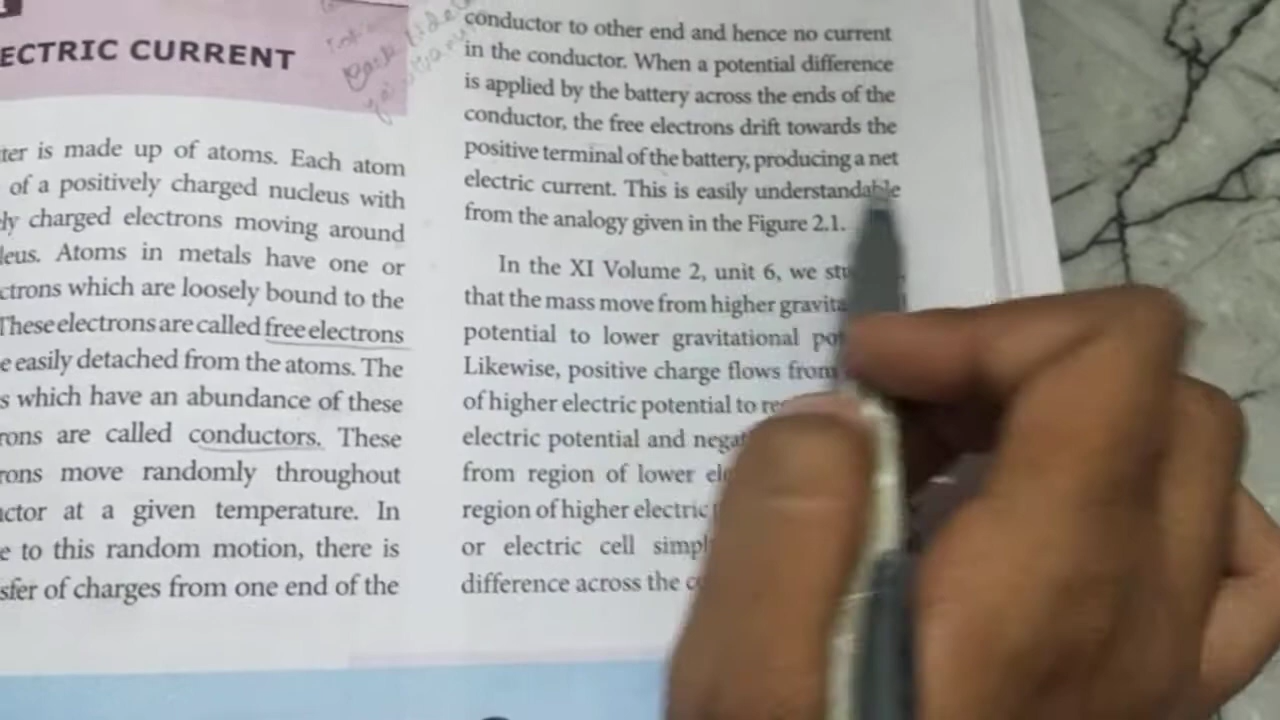 ECTRIC CURRENT
ter is made up of atoms. Each atom
of a positively charged nucleus with
ly charged electrons moving around
leus. Atoms in metals have one or
ctrons which are loosely bound to the
These electrons are called free electrons
e easily detached from the atoms. The
s which have an abundance of these
rons are called conductors. These
rons move randomly throughout
uctor at a given temperature. In
e to this random motion, there is
sfer of charges from one end of the
conductor to other end and hence no current
in the conductor. When a potential difference
is applied by the battery across the ends of the
conductor, the free electrons drift towards the
positive terminal of the battery, producing a net
electric current. This is easily understandable
from the analogy given in the Figure 2.1.
In the XI Volume 2, unit 6, we stu
that the mass move from higher gravita
potential to lower gravitational po
Likewise, positive charge flows from
of higher electric potential to re
electric potential and nega
from region of lower ele
region of higher electric
or electric cell simpl
difference across the c